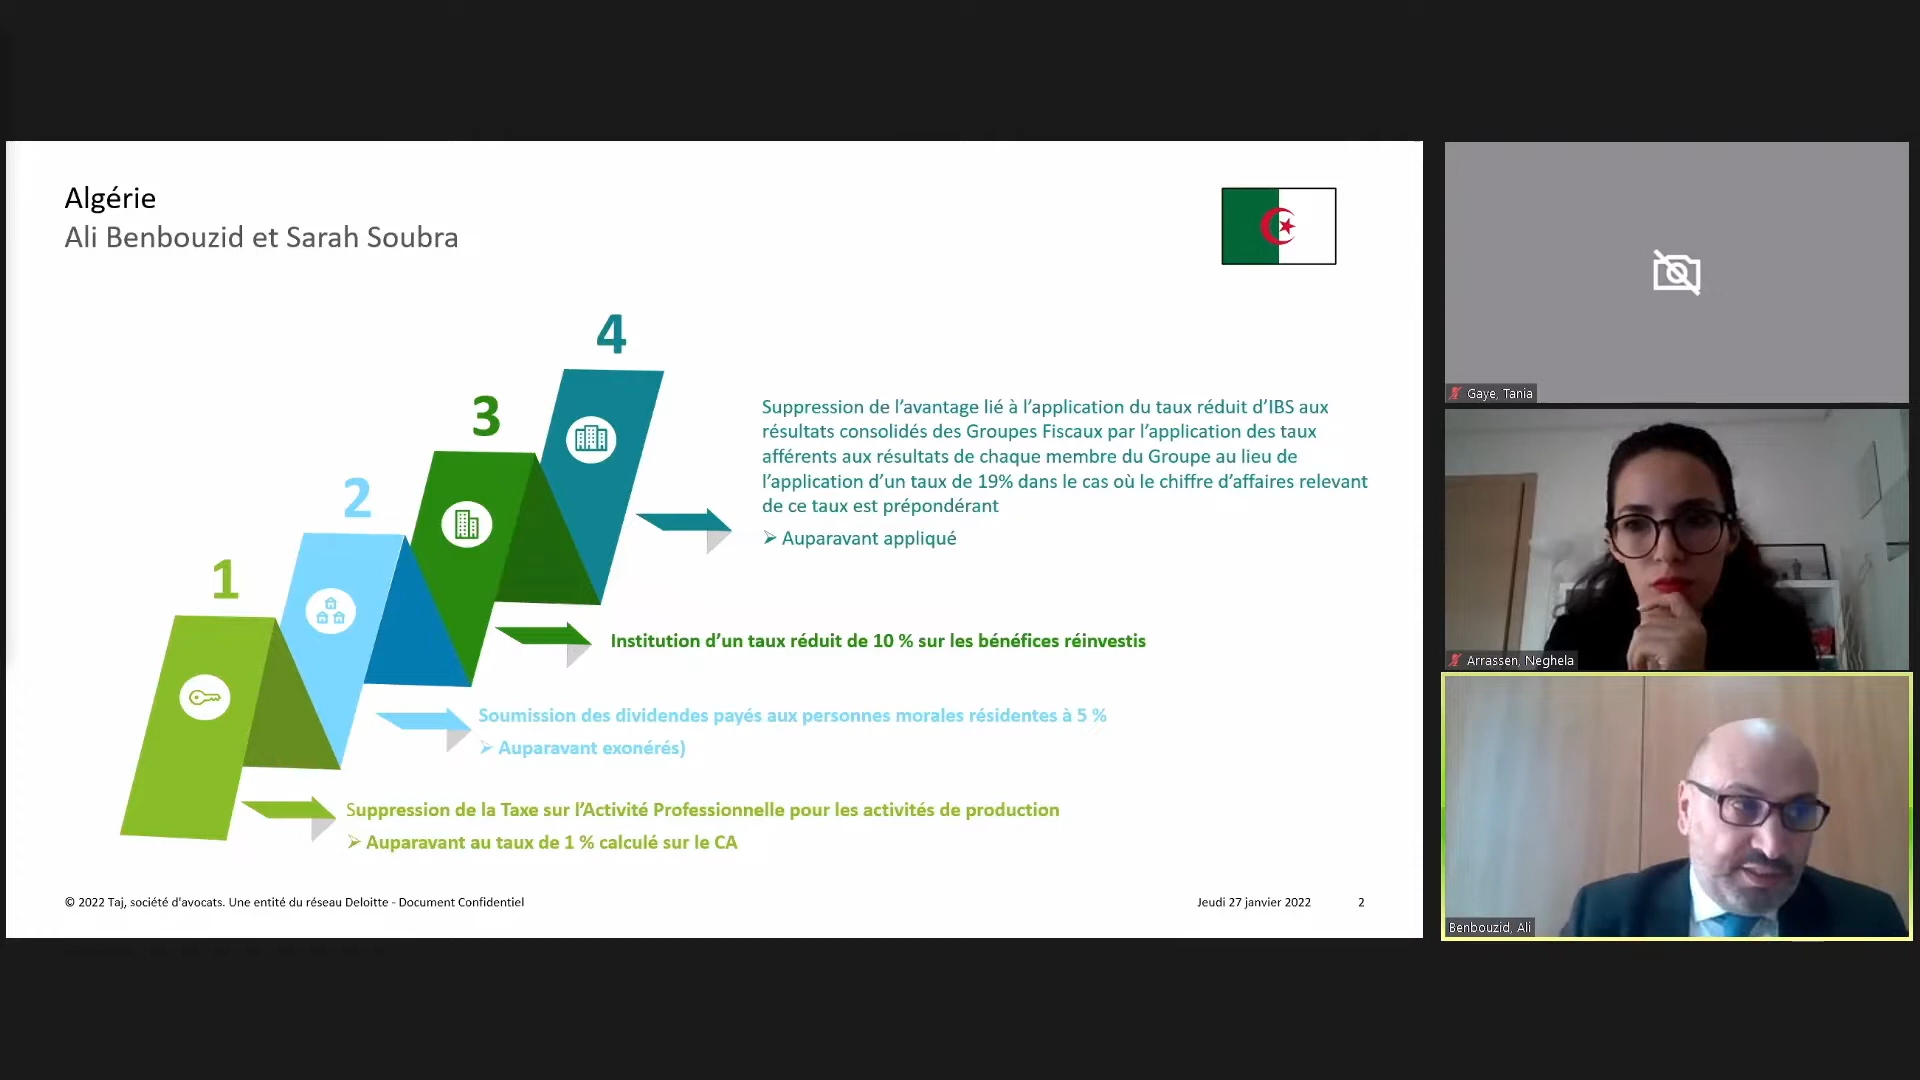 Algérie
Ali Benbouzid et Sarah Soubra
4
Suppression de l’avantage lié à l’application du taux réduit d’IBS aux
résultats consolidés des Groupes Fiscaux par l’application des taux
afférents aux résultats de chaque membre du Groupe au lieu de
l’application d’un taux de 19% dans le cas où le chiffre d’affaires relevant
de ce taux est prépondérant
➢ Auparavant appliqué
3
Institution d’un taux réduit de 10 % sur les bénéfices réinvestis
2
Soumission des dividendes payés aux personnes morales résidentes à 5 %
➢ Auparavant exonérés)
1
Suppression de la Taxe sur l’Activité Professionnelle pour les activités de production
➢ Auparavant au taux de 1 % calculé sur le CA
© 2022 Taj, société d'avocats. Une entité du réseau Deloitte - Document Confidentiel
Jeudi 27 janvier 2022
2
Gaye, Tania
Arrassen, Neghela
Benbouzid, Ali